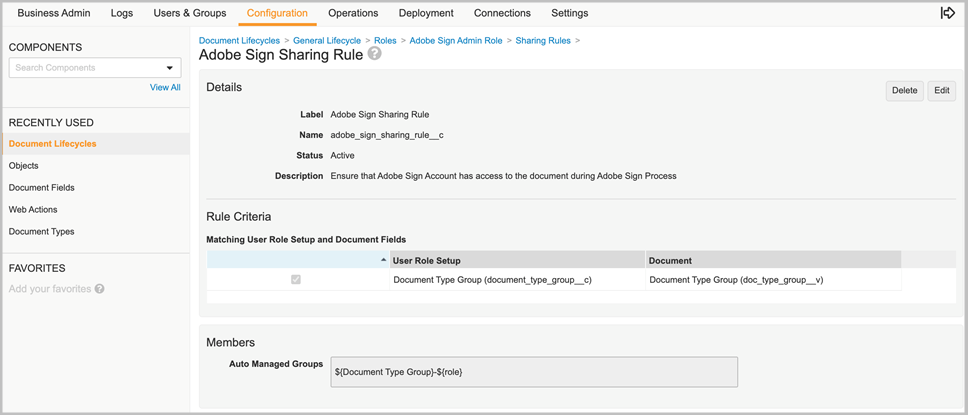 Business Admin Logs Users & Groups Configuration Operations Deployment Connections Settings
COMPONENTS
Search Components
View All
RECENTLY USED
Document Lifecycles
Objects
Document Fields
Web Actions
Document Types
FAVORITES
Add your favorites ?
Document Lifecycles > General Lifecycle > Roles > Adobe Sign Admin Role > Sharing Rules >
Adobe Sign Sharing Rule ?
Details
Delete Edit
Label Adobe Sign Sharing Rule
Name adobe_sign_sharing_rule__c
Status Active
Description Ensure that Adobe Sign Account has access to the document during Adobe Sign Process
Rule Criteria
Matching User Role Setup and Document Fields
User Role Setup Document
Document Type Group (document_type_group__c) Document Type Group (doc_type_group__v)
Members
Auto Managed Groups ${Document Type Group}-${role}